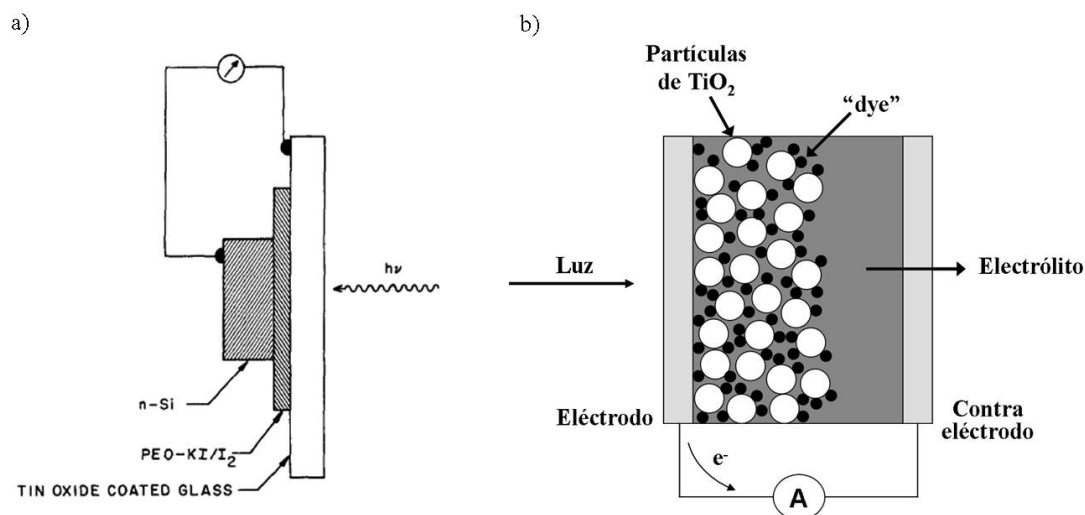 a)
hν
n-Si
PEO-KI/I₂
TIN OXIDE COATED GLASS
b)
Partículas
de TiO₂
“dye”
Luz
Electrólito
Eléctrodo
Contra
eléctrodo
e⁻
A